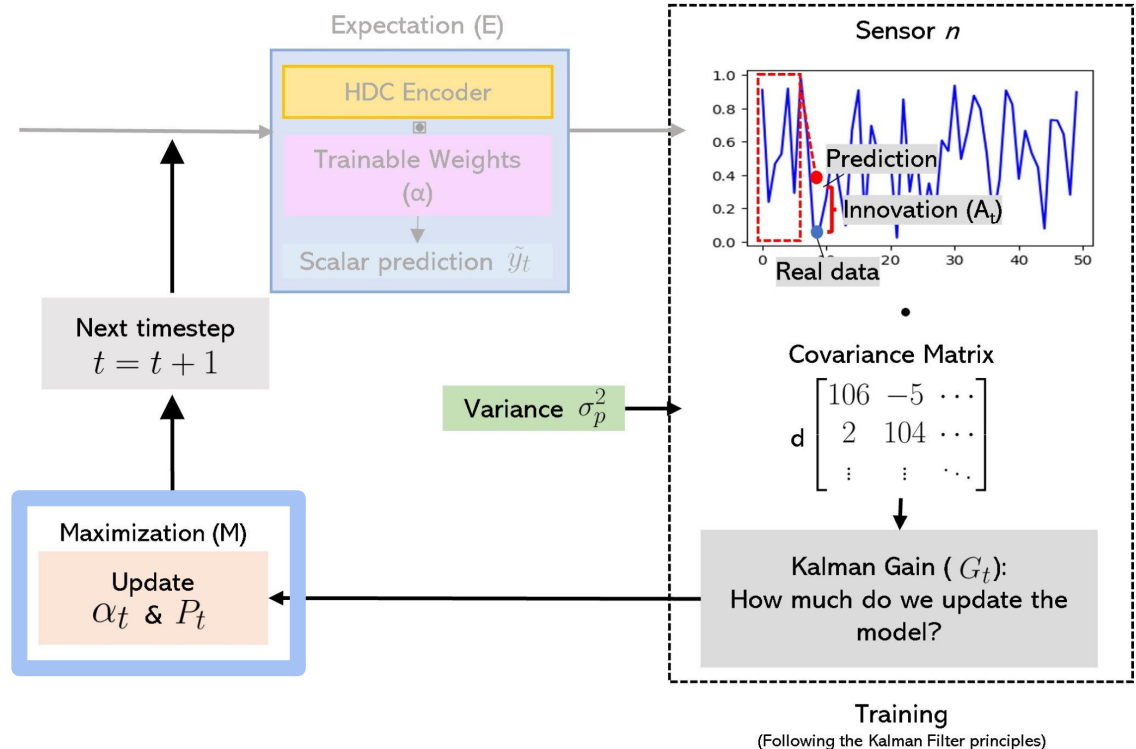 Expectation (E)
HDC Encoder
Trainable Weights
(α)
Scalar prediction ỹ_t
Next timestep
t = t + 1
Variance σ_p^2
Maximization (M)
Update
α_t & P_t
Sensor n
1.0
0.8
0.6
0.4
0.2
0.0
0 10 20 30 40 50
Prediction
Innovation (A_t)
Real data
Covariance Matrix
d
106 −5 ⋯
2 104 ⋯
⋮ ⋮ ⋱
Kalman Gain ( G_t):
How much do we update the
model?
Training
(Following the Kalman Filter principles)